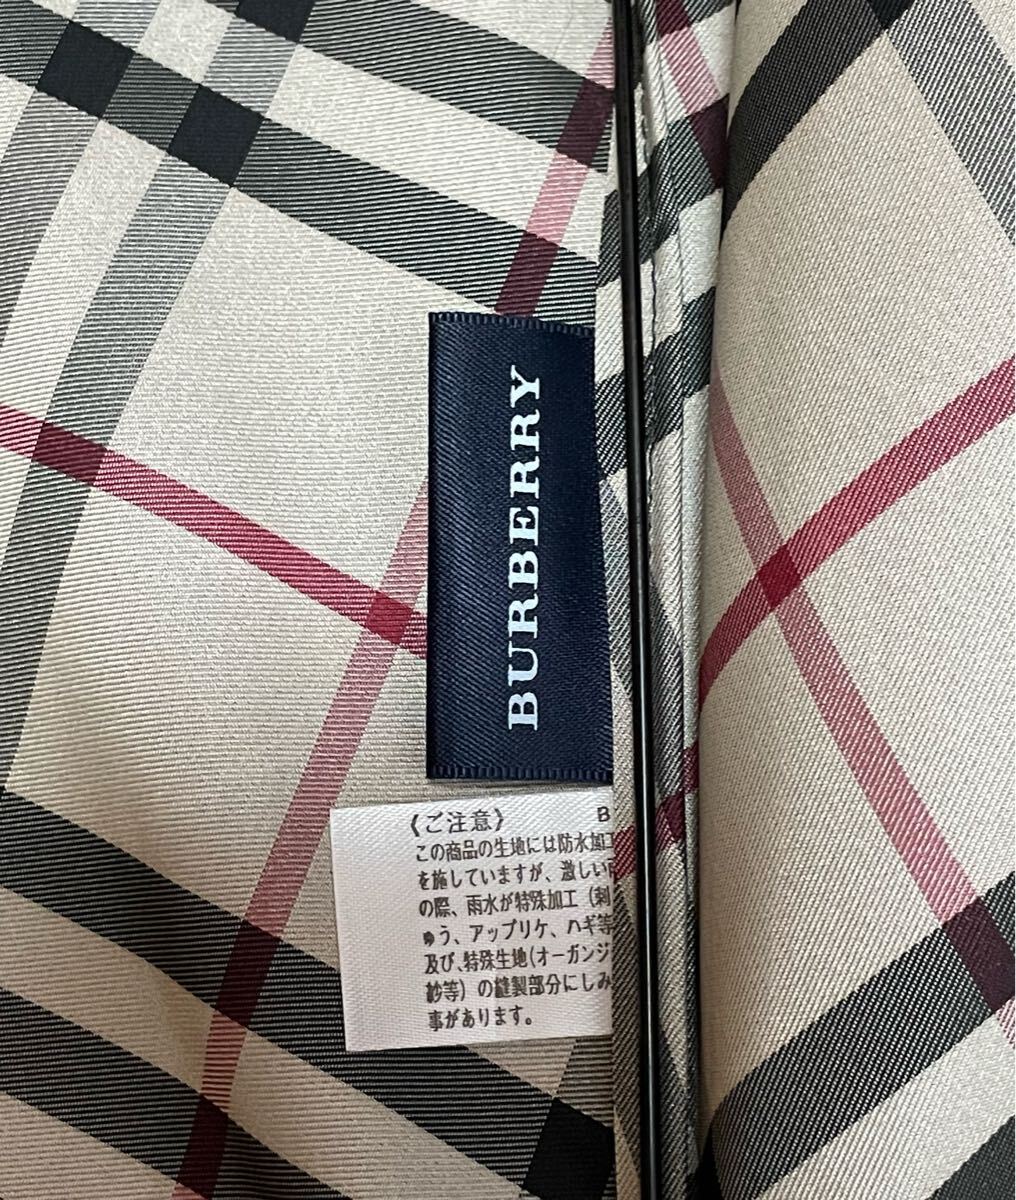 BURBERRY
《ご注意》 B
この商品の生地には防水加工
を施していますが、激しい
の際、雨水が特殊加工（刺
ゅう、アップリケ、ハギ等
及び、特殊生地（オーガンジ
紗等）の縫製部分にしみ
事があります。